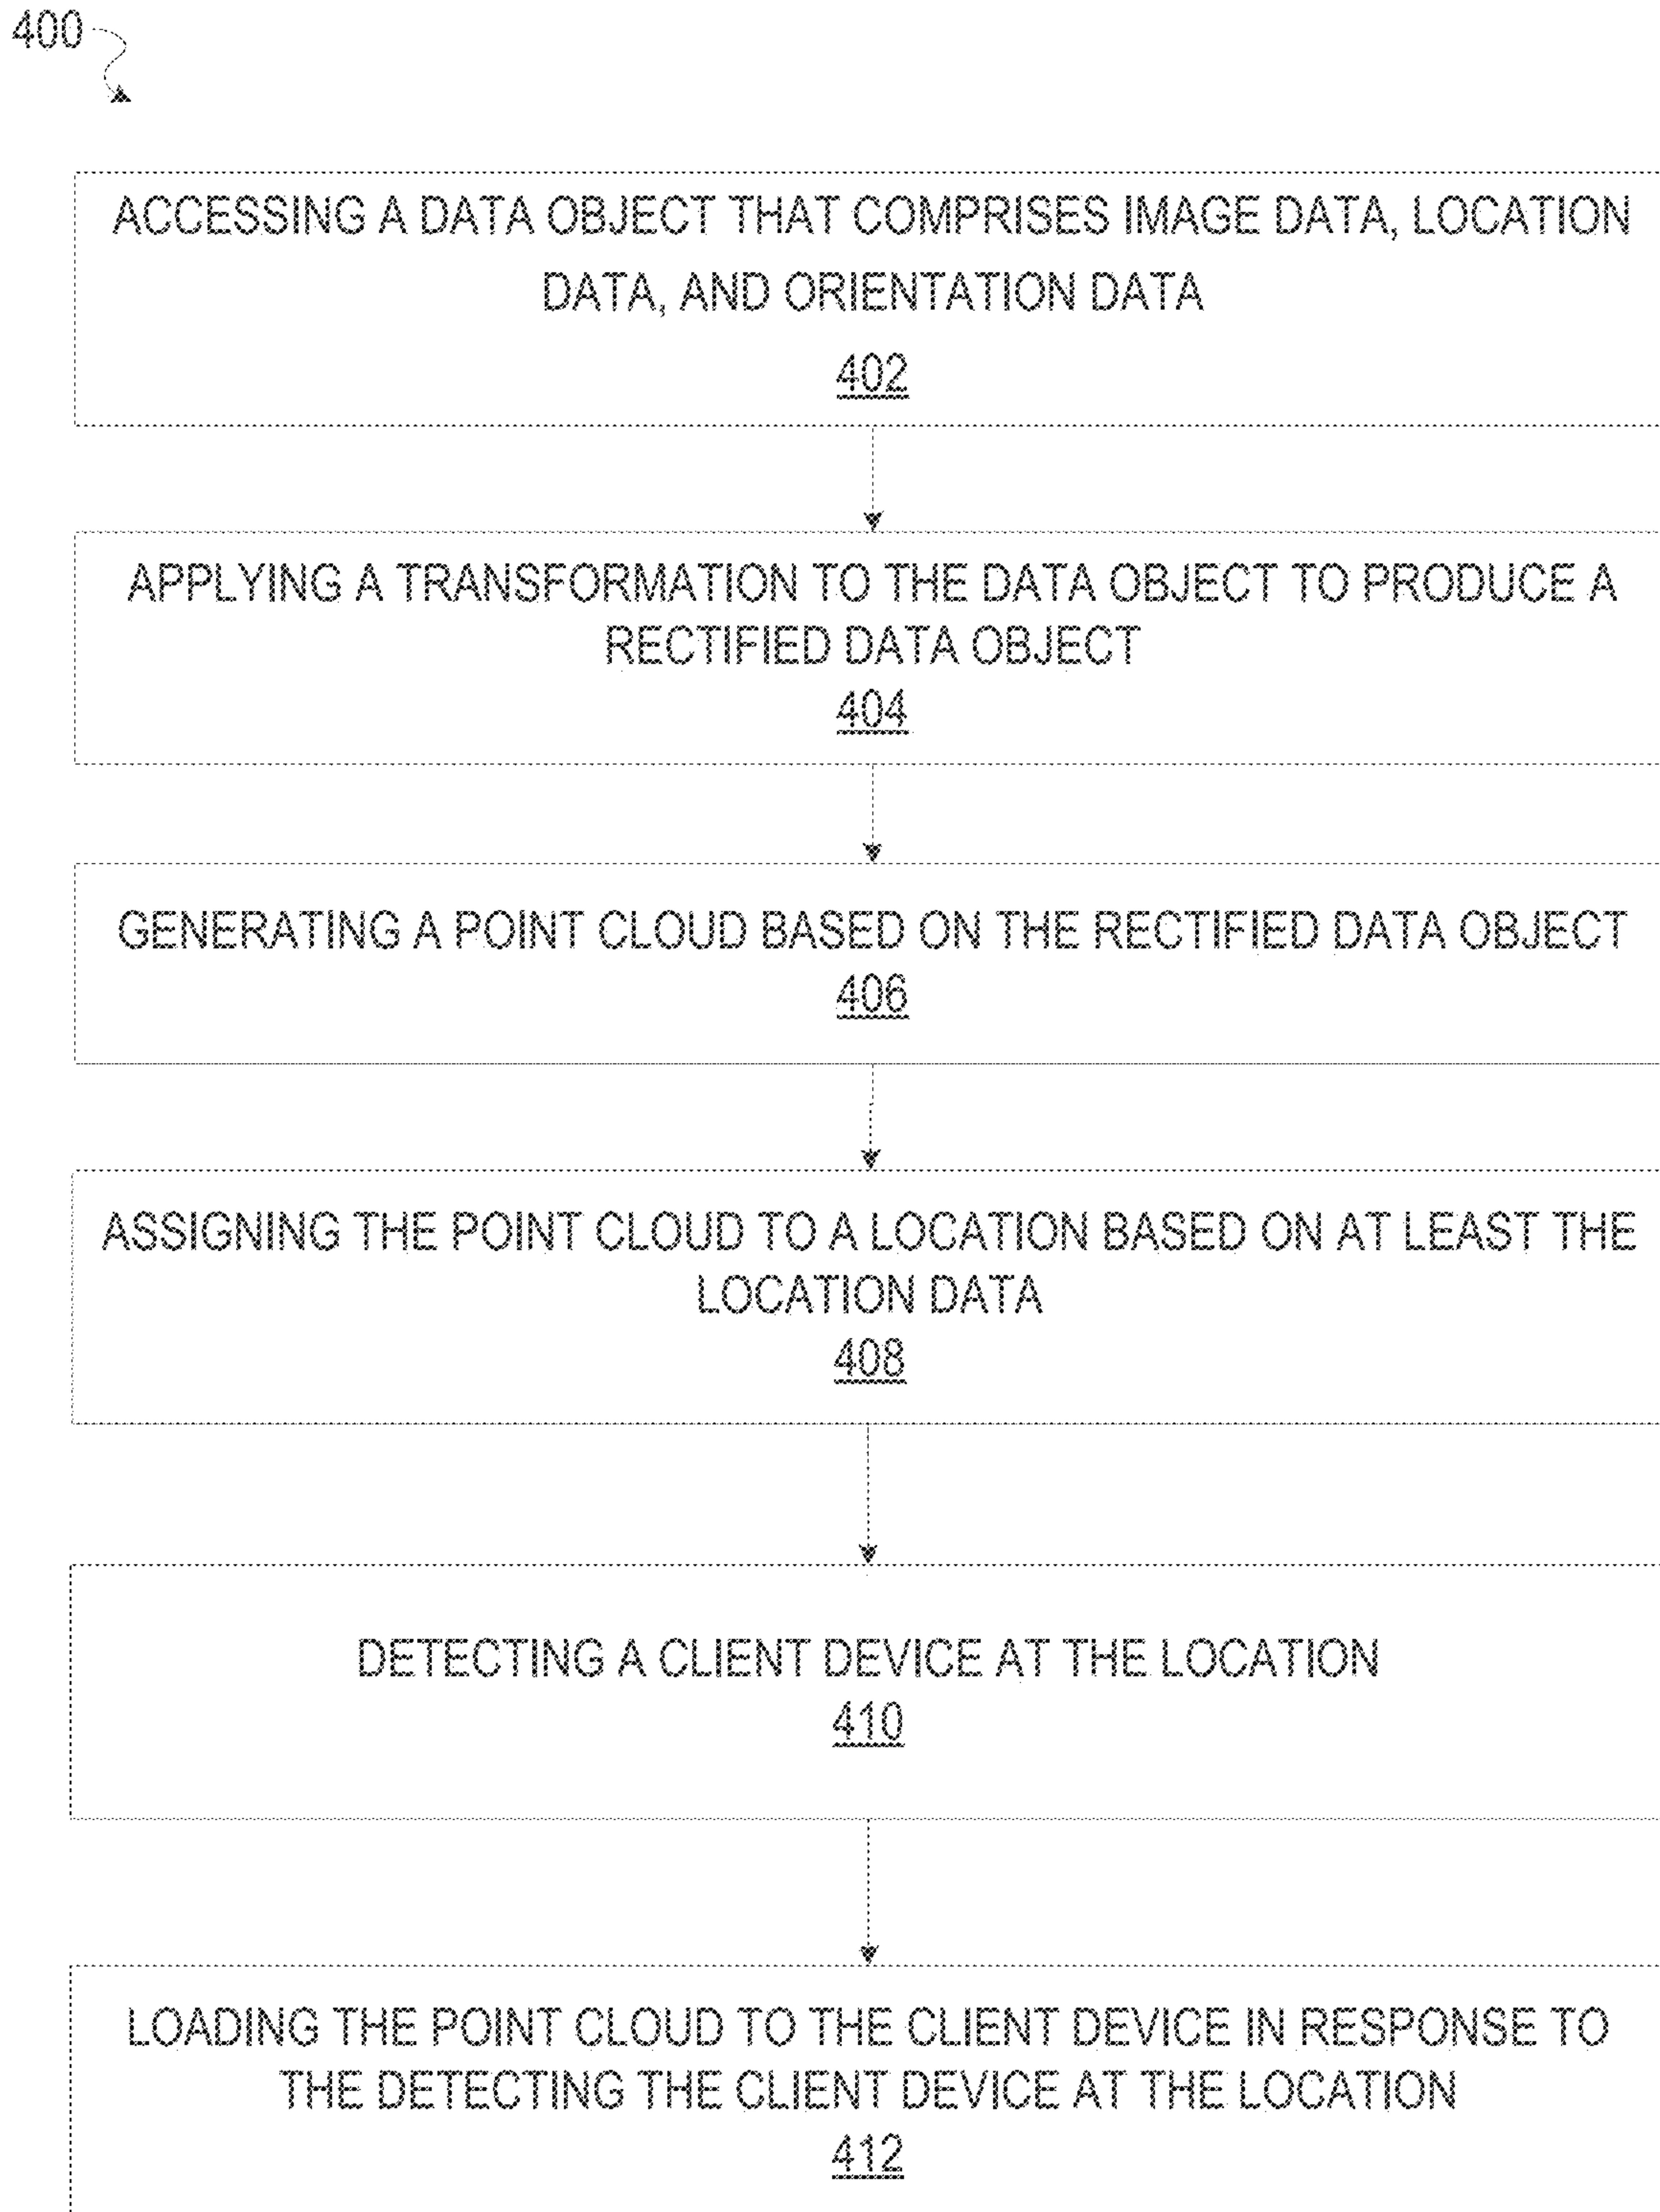 400
ACCESSING A DATA OBJECT THAT COMPRISES IMAGE DATA, LOCATION
DATA, AND ORIENTATION DATA
402
APPLYING A TRANSFORMATION TO THE DATA OBJECT TO PRODUCE A
RECTIFIED DATA OBJECT
404
GENERATING A POINT CLOUD BASED ON THE RECTIFIED DATA OBJECT
406
ASSIGNING THE POINT CLOUD TO A LOCATION BASED ON AT LEAST THE
LOCATION DATA
408
DETECTING A CLIENT DEVICE AT THE LOCATION
410
LOADING THE POINT CLOUD TO THE CLIENT DEVICE IN RESPONSE TO
THE DETECTING THE CLIENT DEVICE AT THE LOCATION
412